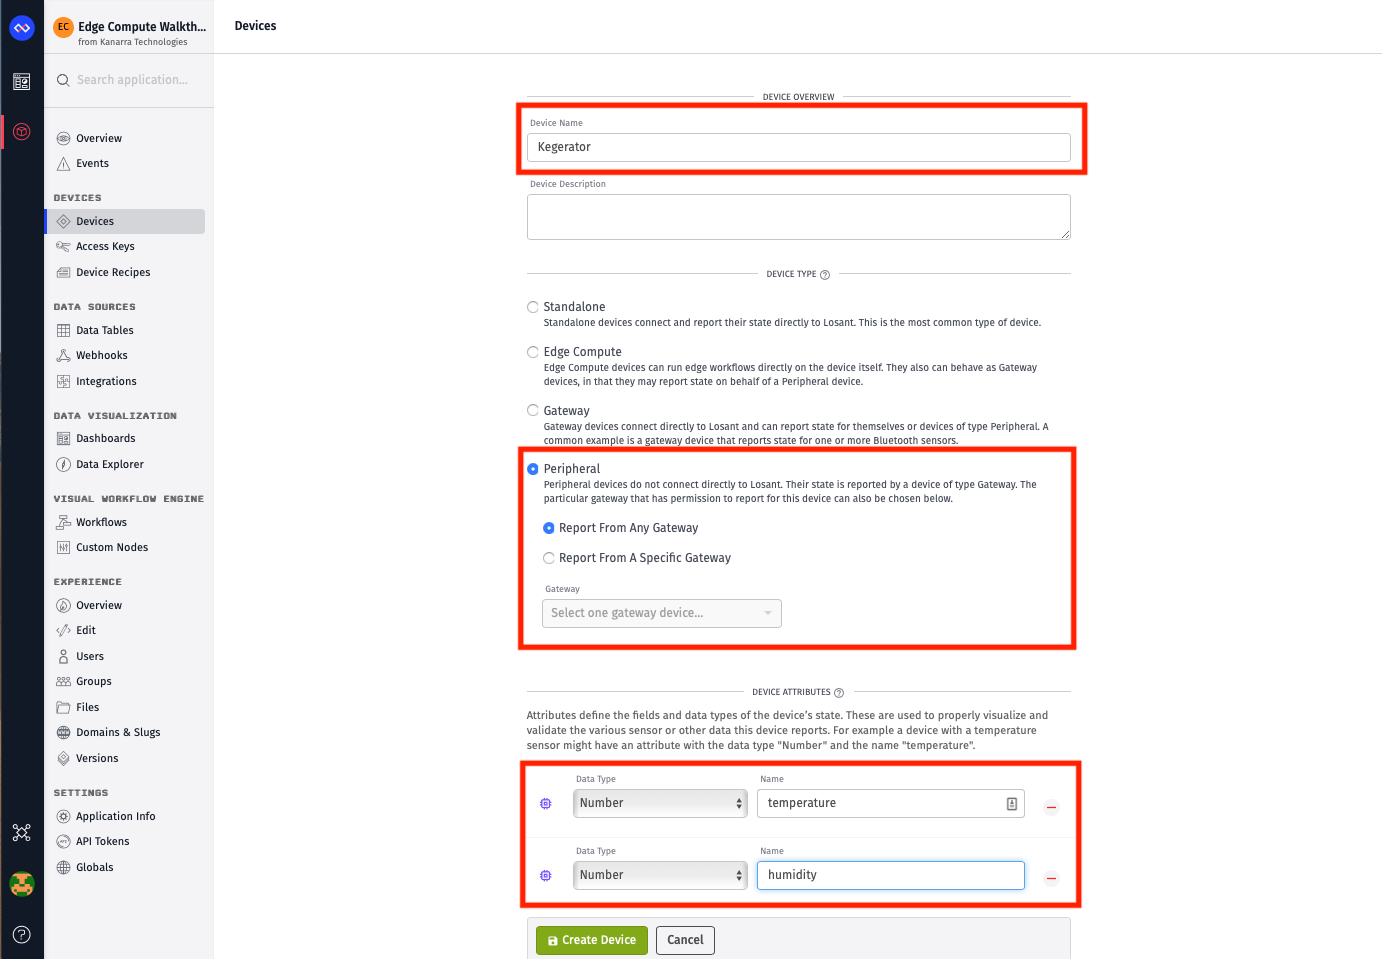 EC
Edge Compute Walkth...
from Kanarra Technologies
Search application...
Overview
Events
DEVICES
Devices
Access Keys
Device Recipes
DATA SOURCES
Data Tables
Webhooks
Integrations
DATA VISUALIZATION
Dashboards
Data Explorer
VISUAL WORKFLOW ENGINE
Workflows
Custom Nodes
EXPERIENCE
Overview
Edit
Users
Groups
Files
Domains & Slugs
Versions
SETTINGS
Application Info
API Tokens
Globals
Devices
DEVICE OVERVIEW
Device Name
Kegerator
Device Description
DEVICE TYPE ?
Standalone
Standalone devices connect and report their state directly to Losant. This is the most common type of device.
Edge Compute
Edge Compute devices can run edge workflows directly on the device itself. They also can behave as Gateway
devices, in that they may report state on behalf of a Peripheral device.
Gateway
Gateway devices connect directly to Losant and can report state for themselves or devices of type Peripheral. A
common example is a gateway device that reports state for one or more Bluetooth sensors.
Peripheral
Peripheral devices do not connect directly to Losant. Their state is reported by a device of type Gateway. The
particular gateway that has permission to report for this device can also be chosen below.
Report From Any Gateway
Report From A Specific Gateway
Gateway
Select one gateway device...
DEVICE ATTRIBUTES ?
Attributes define the fields and data types of the device's state. These are used to properly visualize and
validate the various sensor or other data this device reports. For example a device with a temperature
sensor might have an attribute with the data type "Number" and the name "temperature".
Data Type Name
Number temperature
Data Type Name
Number humidity
Create Device Cancel